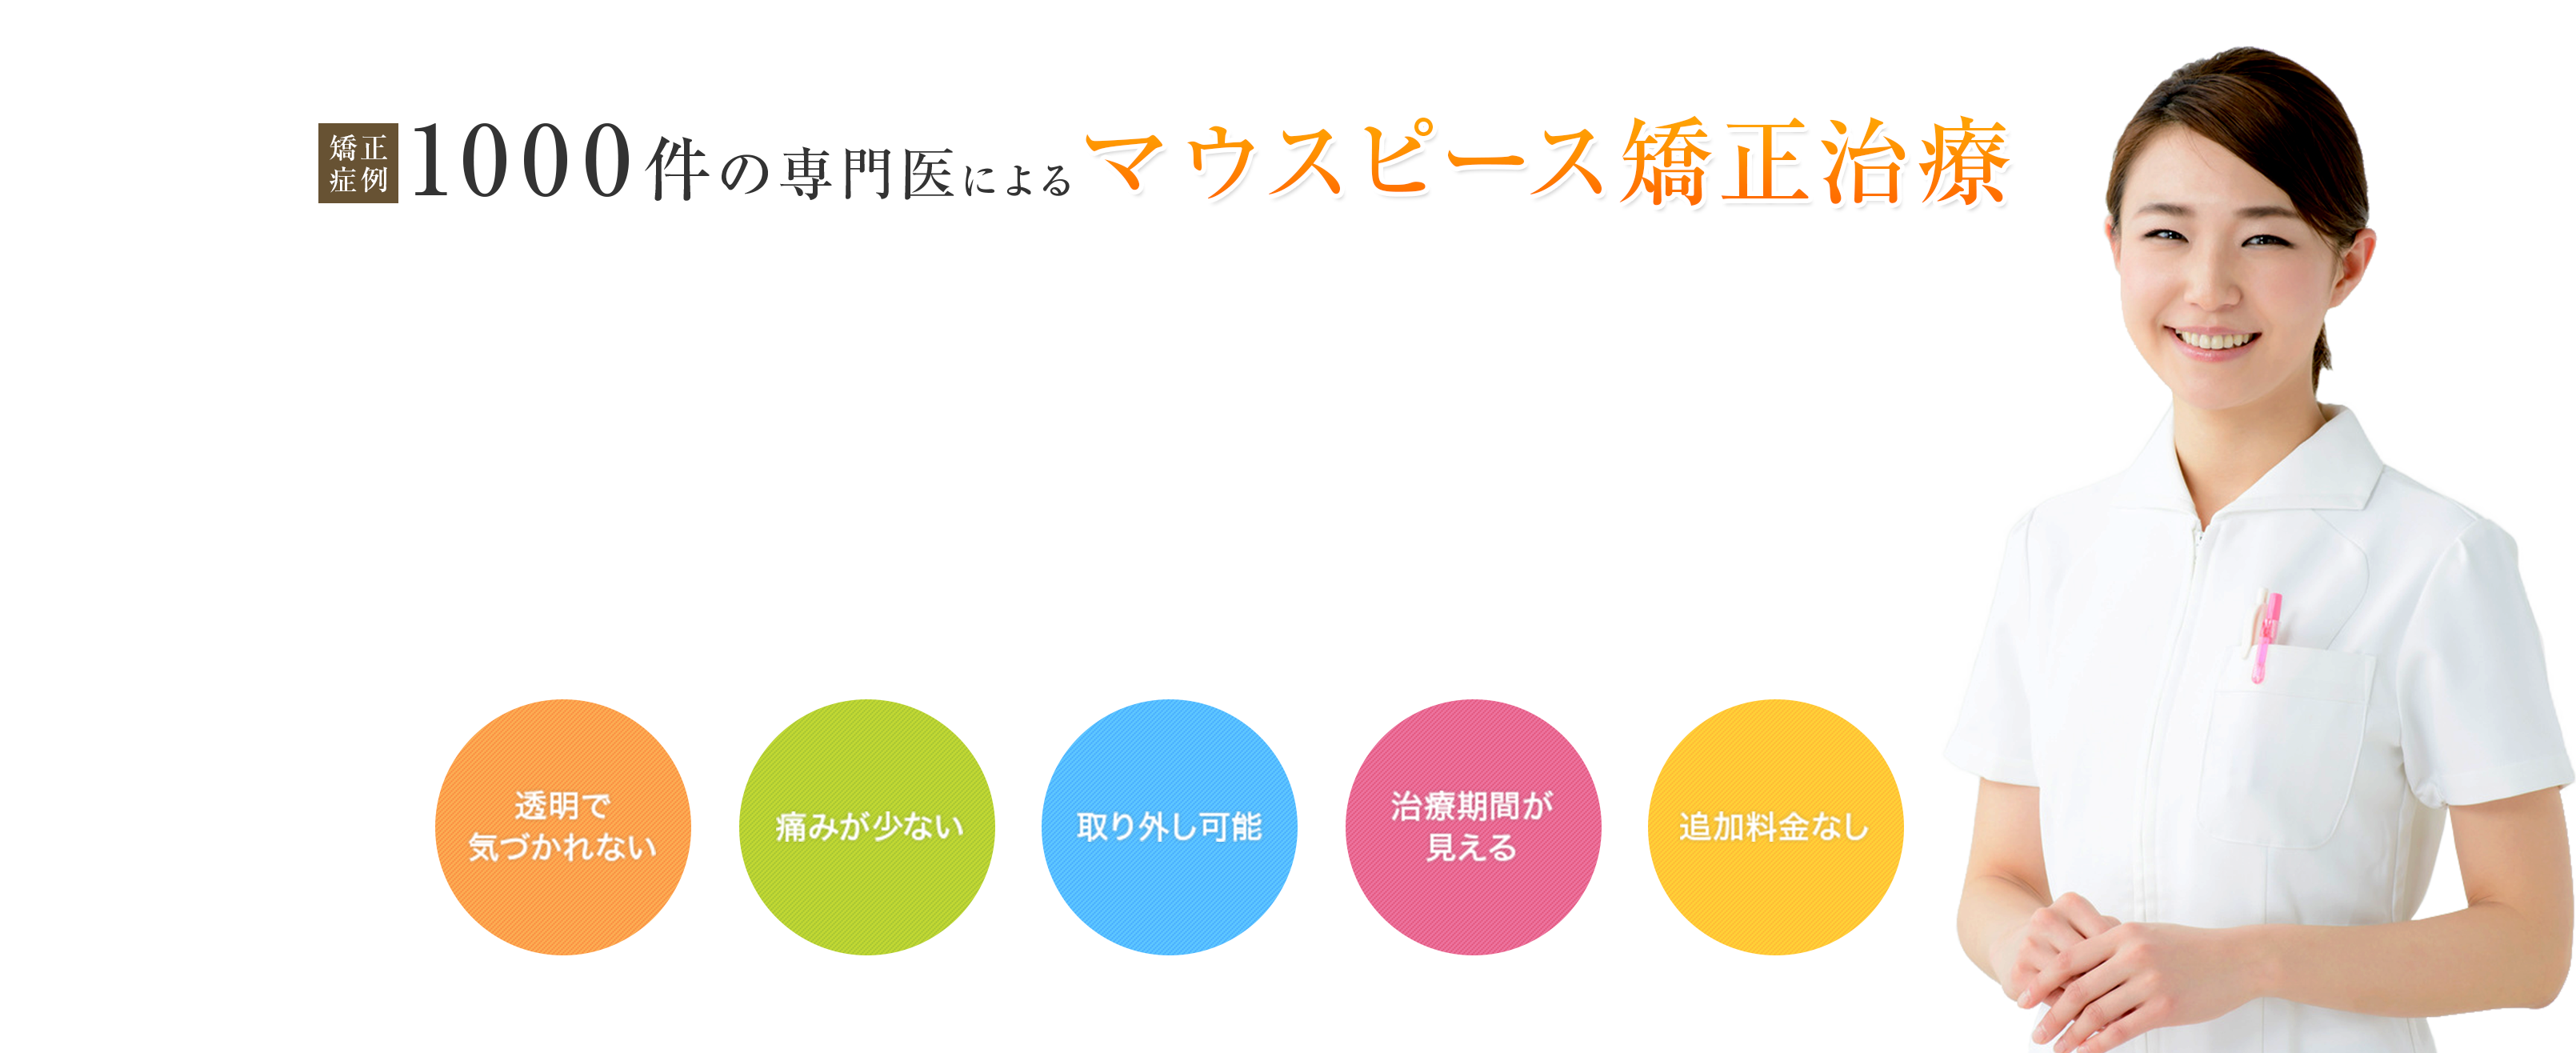 矯正症例1000件の専門医によるマウスピース矯正治療
透明で
気づかれない
痛みが少ない
取り外し可能
治療期間が
見える
追加料金なし